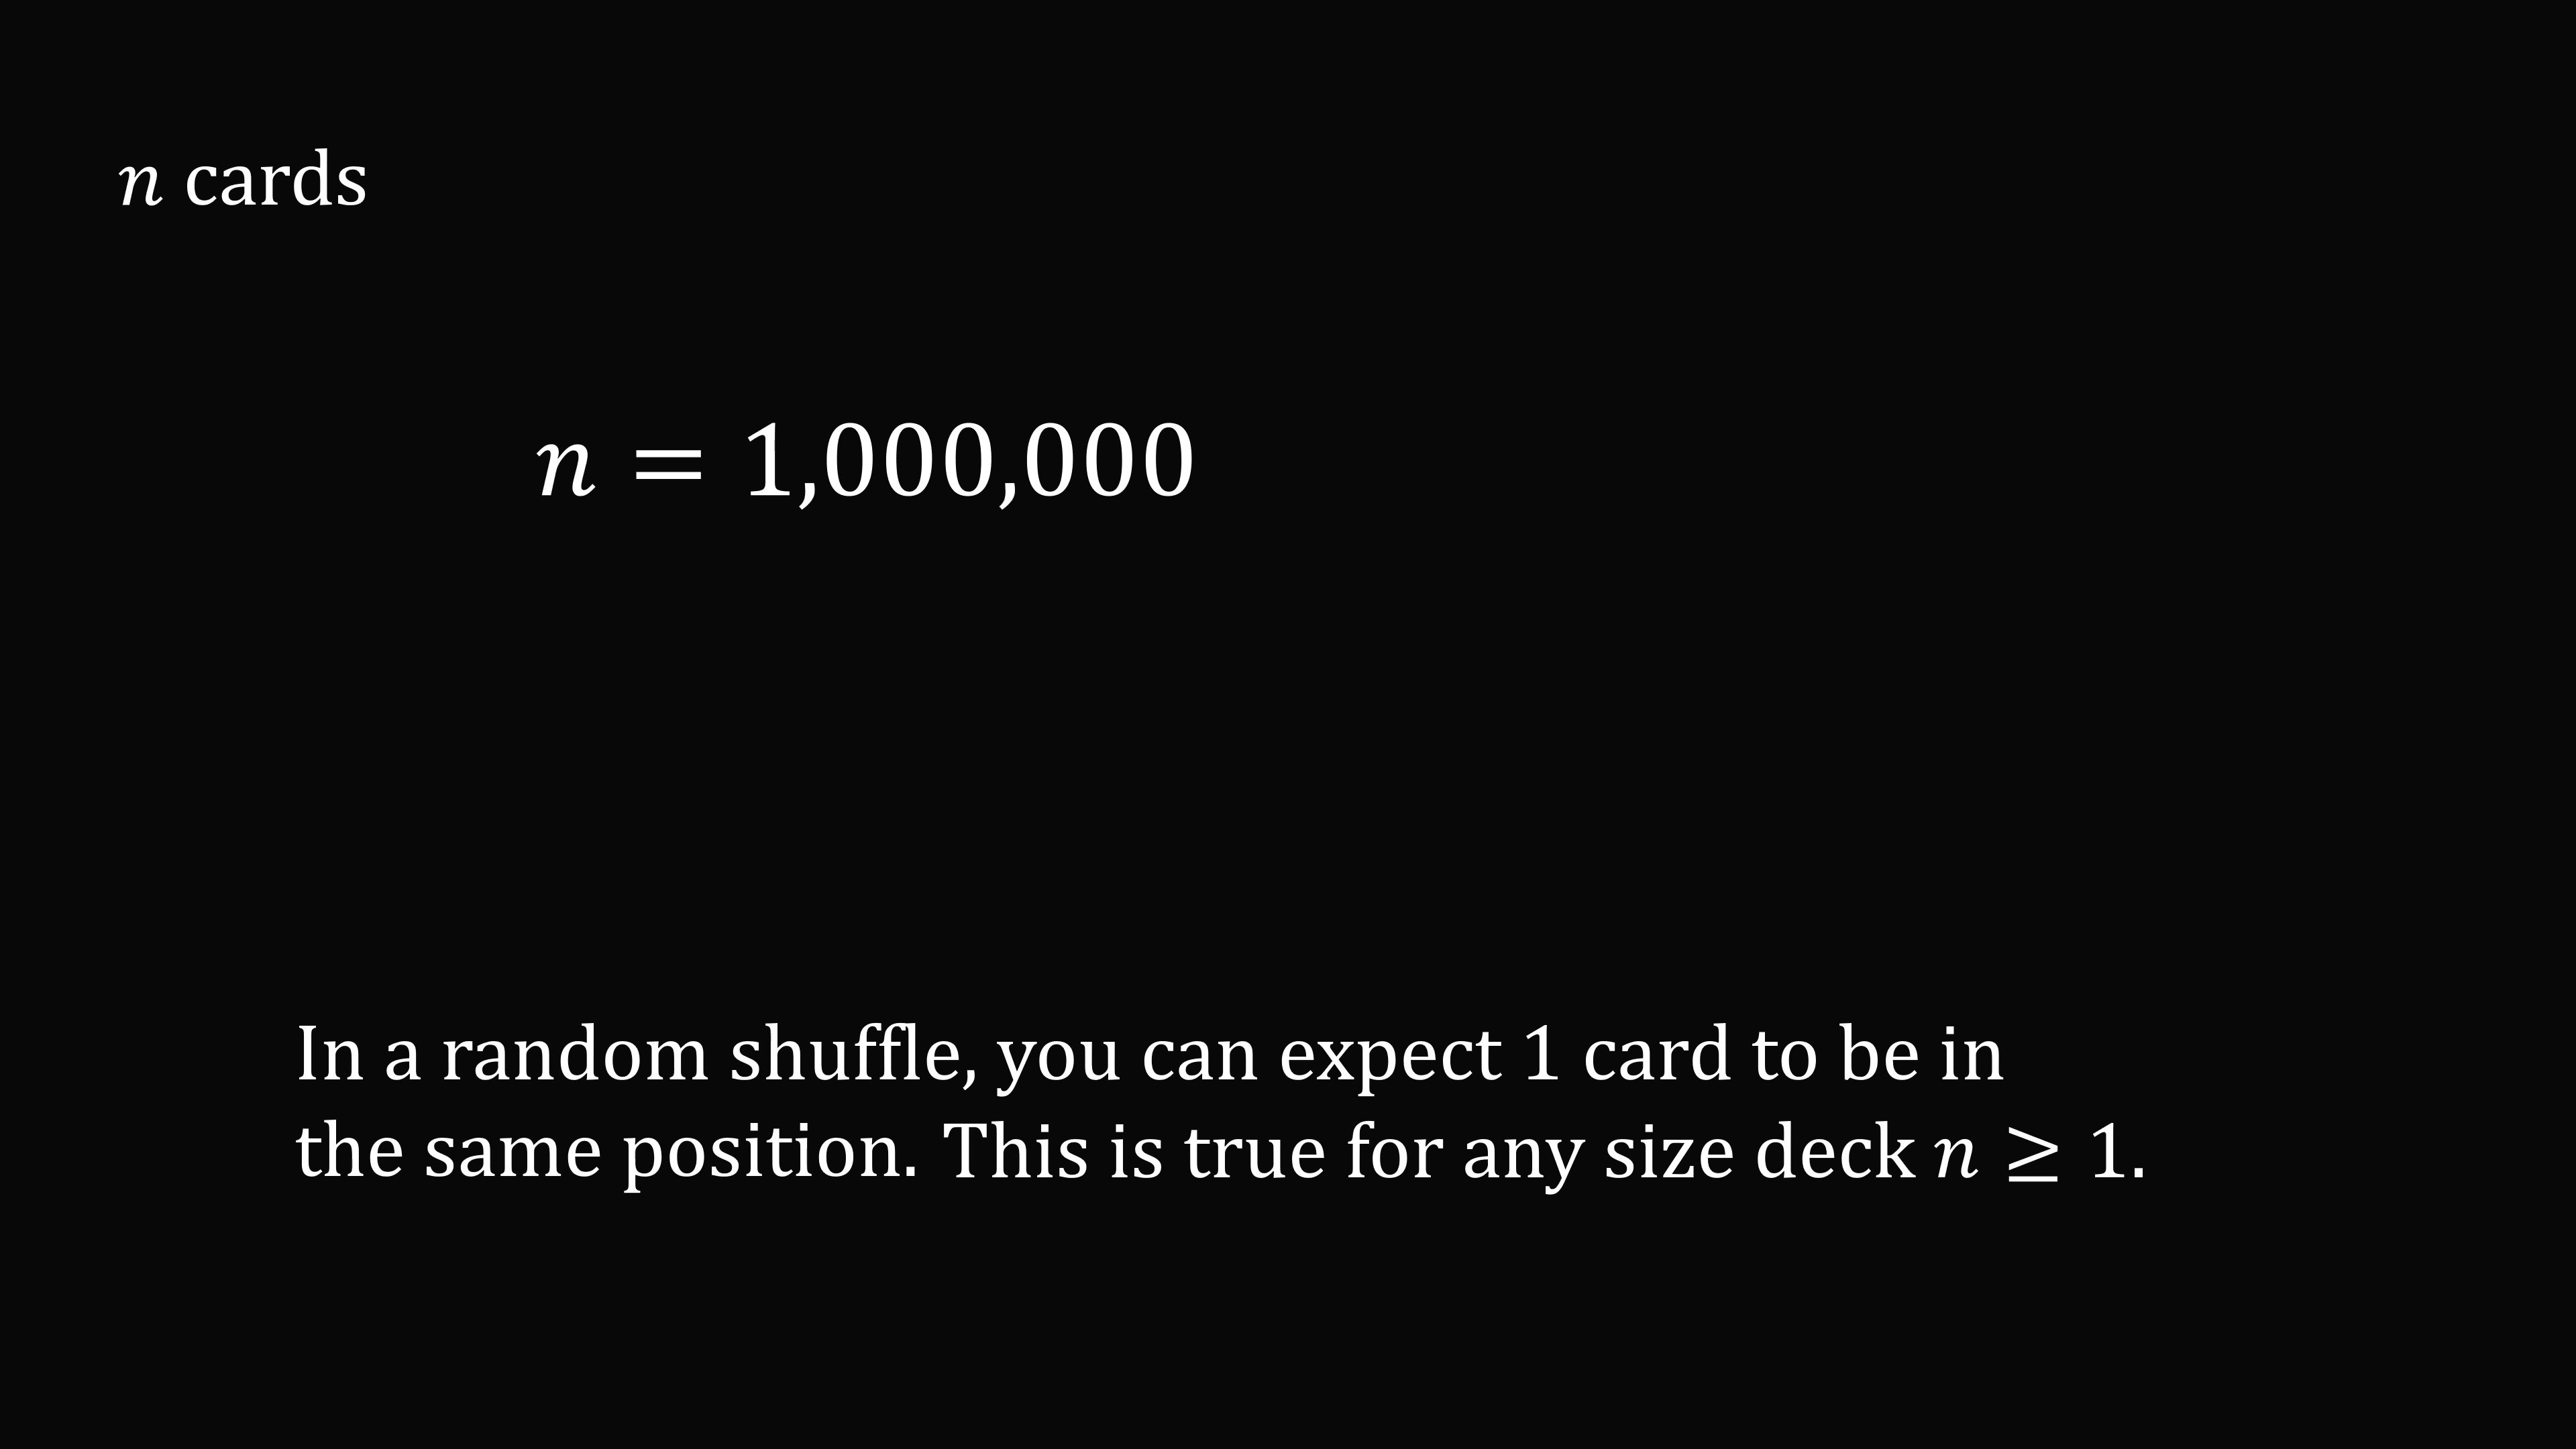 𝑛 cards
𝑛 = 1,000,000
In a random shuffle, you can expect 1 card to be in
the same position. This is true for any size deck 𝑛 ≥ 1.